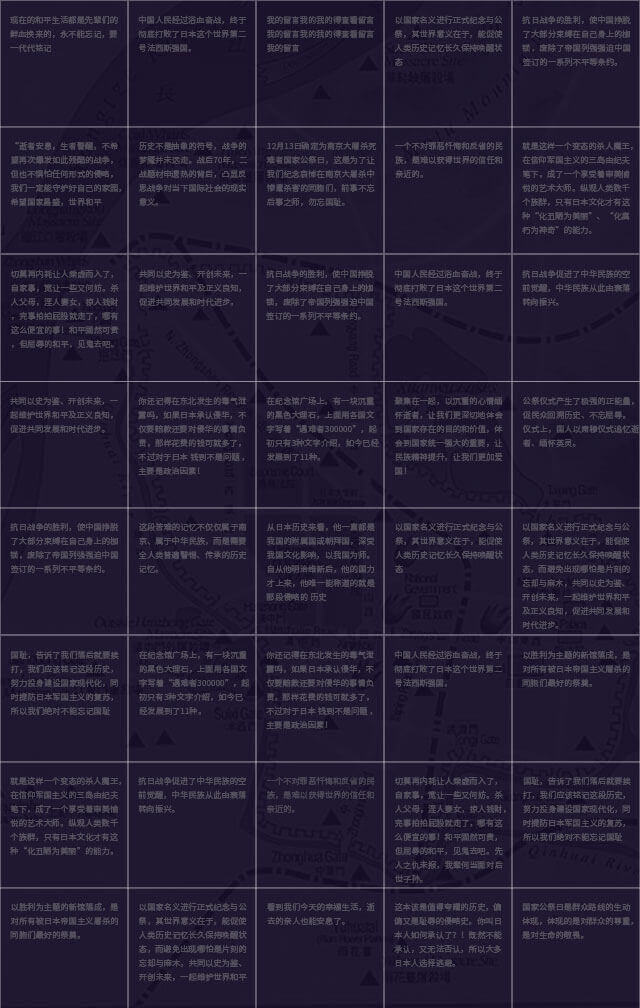 现在的和平生活都是先辈们的
鲜血换来的，永不能忘记，要
一代代铭记
中国人民经过浴血奋战，终于
彻底打败了日本这个世界第二
号法西斯强国。
我的留言我的我的得查看留言
我的留言我的我的得查看留言
我的留言
以国家名义进行正式纪念与公
祭，其世界意义在于，能促使
人类历史记忆长久保持唤醒状
态
抗日战争的胜利，使中国挣脱
了大部分束缚在自己身上的枷
锁，废除了帝国列强强迫中国
签订的一系列不平等条约。
“逝者安息，生者警醒。不希
望再次爆发如此残酷的战争，
但也不惧怕任何形式的侵略，
我们一定能守护好自己的家园，
希望国家昌盛，世界和平
历史不是抽象的符号，战争的
梦魇并未远走。战后70年，二
战题材申遗热的背后，凸显反
思战争对当下国际社会的现实
意义。
12月13日确定为南京大屠杀死
难者国家公祭日，这是为了让
我们纪念哀悼在南京大屠杀中
惨遭杀害的同胞们，前事不忘
后事之师，勿忘国耻。
一个不对罪恶忏悔和反省的民
族，是难以获得世界的信任和
亲近的。
就是这样一个变态的杀人魔王，
在信仰军国主义的三岛由纪夫
笔下，成了一个享受着审美愉
悦的艺术大师。纵观人类数千
个族群，只有日本文化才有这
种“化丑陋为美丽”、“化腐
朽为神奇”的能力。
切莫再内耗让人乘虚而入了，
自家事，宽让一些又何妨。杀
人父母，淫人妻女，掠人钱财
，完事拍拍屁股就走了，哪有
这么便宜的事！和平固然可贵
，但屈辱的和平，见鬼去吧。
共同以史为鉴、开创未来，一
起维护世界和平及正义良知，
促进共同发展和时代进步。
抗日战争的胜利，使中国挣脱
了大部分束缚在自己身上的枷
锁，废除了帝国列强强迫中国
签订的一系列不平等条约。
中国人民经过浴血奋战，终于
彻底打败了日本这个世界第二
号法西斯强国。
抗日战争促进了中华民族的空
前觉醒，中华民族从此由衰落
转向振兴。
共同以史为鉴、开创未来，一
起维护世界和平及正义良知，
促进共同发展和时代进步。
你还记得在东北发生的毒气泄
露吗，如果日本承认侵华，不
仅要赔款还要对侵华的事情负
责，那样花费的钱可就多了，
不过对于日本 钱到不是问题 ，
主要是政治因素！
在纪念馆广场上，有一块沉重
的黑色大理石，上面用各国文
字写着“遇难者300000”，起
初只有3种文字介绍，如今已经
发展到了11种。
聚集在一起，以沉重的心情缅
怀逝者，让我们更深切地体会
到国家存在的目的和价值，体
会到国家统一强大的重要，让
民族精神提升，让我们更加爱
国！
公祭仪式产生了极强的正能量，
促民众回溯历史、不忘屈辱。
仪式上，国人以肃穆仪式追忆逝
者、缅怀英灵。
抗日战争的胜利，使中国挣脱
了大部分束缚在自己身上的枷
锁，废除了帝国列强强迫中国
签订的一系列不平等条约。
这段苦难的记忆不仅仅属于南
京、属于中华民族，而是需要
全人类普遍警惕、传承的历史
记忆。
从日本历史来看，他一直都是
我国的附属国或朝拜国，深受
我国文化影响，以我国为师。
自从他明治维新后，他的国力
才上来，他唯一能称道的就是
那段侵略的 历史
以国家名义进行正式纪念与公
祭，其世界意义在于，能促使
人类历史记忆长久保持唤醒状
态
以国家名义进行正式纪念与公
祭，其世界意义在于，能促使
人类历史记忆长久保持唤醒状
态，而避免出现哪怕是片刻的
忘却与麻木。共同以史为鉴、
开创未来，一起维护世界和平
及正义良知，促进共同发展和
时代进步。
国耻，告诉了我们落后就要挨
打，我们应该铭记这段历史，
努力投身建设国家现代化，同
时提防日本军国主义的复苏，
所以我们绝对不能忘记国耻
在纪念馆广场上，有一块沉重
的黑色大理石，上面用各国文
字写着“遇难者300000”，起
初只有3种文字介绍，如今已
经发展到了11种。
你还记得在东北发生的毒气泄
露吗，如果日本承认侵华，不
仅要赔款还要对侵华的事情负
责，那样花费的钱可就多了，
不过对于日本 钱到不是问题 ，
主要是政治因素！
中国人民经过浴血奋战，终于
彻底打败了日本这个世界第二
号法西斯强国。
以胜利为主题的新馆落成，是
对所有被日本帝国主义屠杀的
同胞们最好的祭奠。
就是这样一个变态的杀人魔王，
在信仰军国主义的三岛由纪夫
笔下，成了一个享受着审美愉
悦的艺术大师。纵观人类数千
个族群，只有日本文化才有这
种“化丑陋为美丽”的能力。
抗日战争促进了中华民族的空
前觉醒，中华民族从此由衰落
转向振兴。
一个不对罪恶忏悔和反省的民
族，是难以获得世界的信任和
亲近的。
切莫再内耗让人乘虚而入了，
自家事，宽让一些又何妨。杀
人父母，淫人妻女，掠人钱财，
完事拍拍屁股就走了，哪有这
么便宜的事！和平固然可贵，
但屈辱的和平，见鬼去吧。先
人之仇未报，我辈何当面对后
世子孙。
国耻，告诉了我们落后就要挨
打，我们应该铭记这段历史，
努力投身建设国家现代化，同
时提防日本军国主义的复苏，
所以我们绝对不能忘记国耻
以胜利为主题的新馆落成，是
对所有被日本帝国主义屠杀的
同胞们最好的祭奠。
以国家名义进行正式纪念与公
祭，其世界意义在于，能促使
人类历史记忆长久保持唤醒状
态，而避免出现哪怕是片刻的
忘却与麻木。共同以史为鉴、
开创未来，一起维护世界和平
看到我们今天的幸福生活，逝
去的亲人也能安息了。
这本该是值得夸耀的历史，偏
偏又是耻辱的侵略史。你叫日
本人如何承认了？！既然不能
承认，又无法否认，所以大多
日本人选择逃避。
国家公祭日是群众路线的生动
体现，体现的是对群众的尊重，
是对生命的敬畏。
Zhonghua Gate
Qinhuai River
National
Government